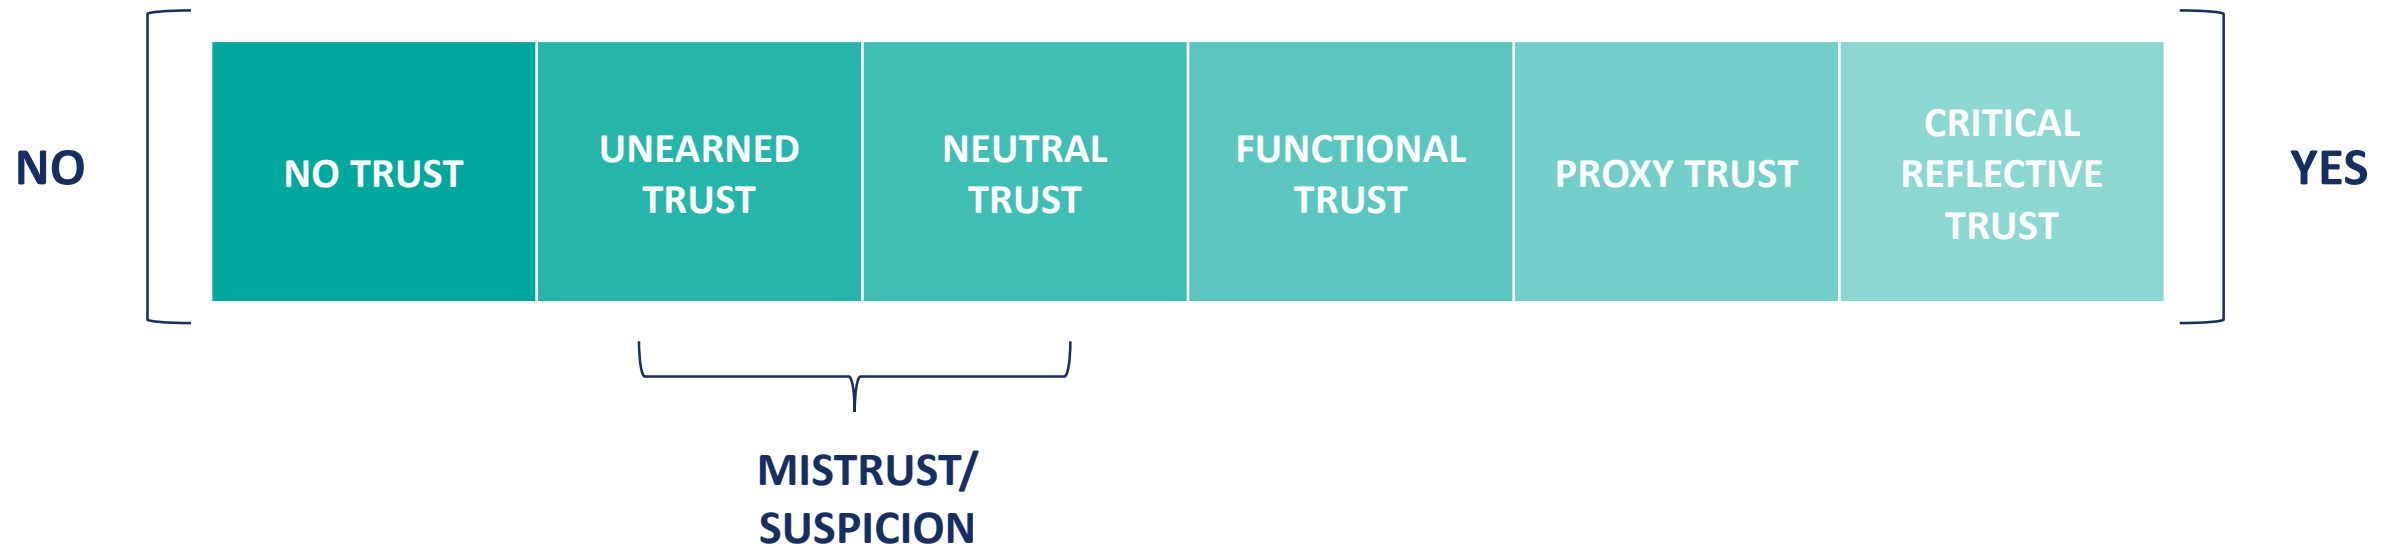 NO
NO TRUST
UNEARNED
TRUST
NEUTRAL
TRUST
FUNCTIONAL
TRUST
PROXY TRUST
CRITICAL
REFLECTIVE
TRUST
YES
MISTRUST/
SUSPICION